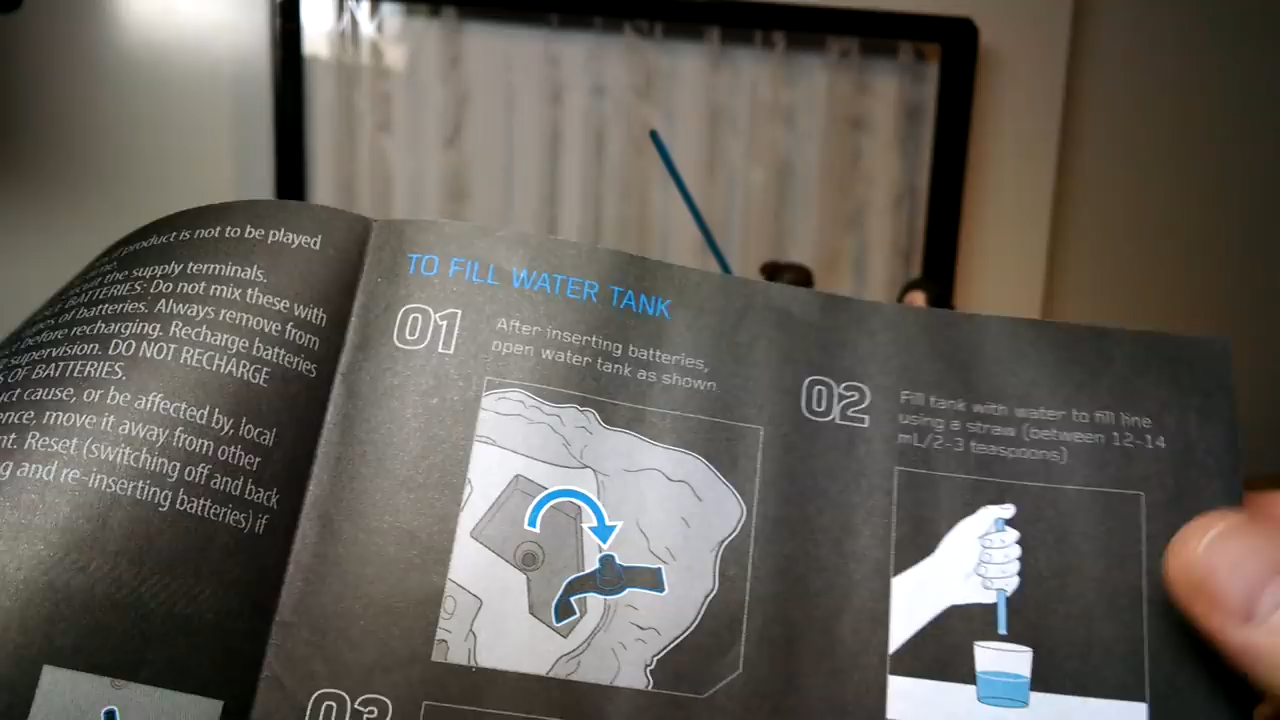 product is not to be played
the supply terminals.
BATTERIES: Do not mix these with
of batteries. Always remove from
before recharging. Recharge batteries
supervision. DO NOT RECHARGE
OF BATTERIES.
cause, or be affected by, local
move it away from other
Reset (switching off and back
and re-inserting batteries) if
TO FILL WATER TANK
01
After inserting batteries,
open water tank as shown
02
Fill tank with water to fill line
using a straw (between 12-14
mL/2-3 teaspoons)
03